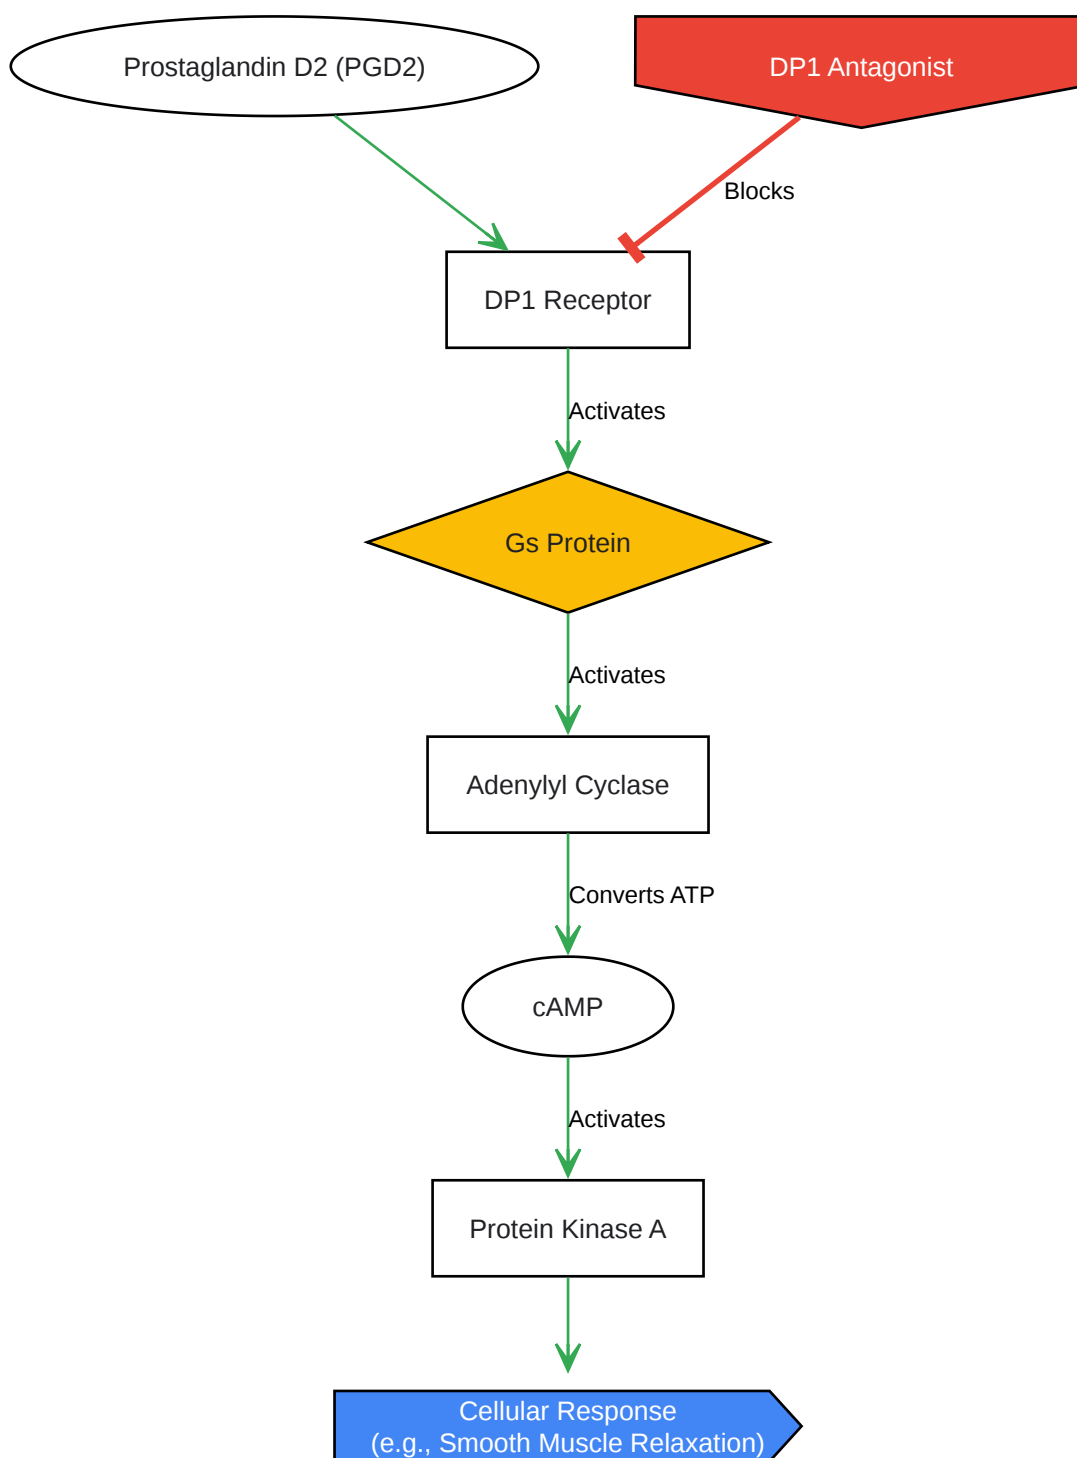 Prostaglandin D2 (PGD2)
DP1 Antagonist
Blocks
DP1 Receptor
Activates
Gs Protein
Activates
Adenylyl Cyclase
Converts ATP
cAMP
Activates
Protein Kinase A
Cellular Response
(e.g., Smooth Muscle Relaxation)